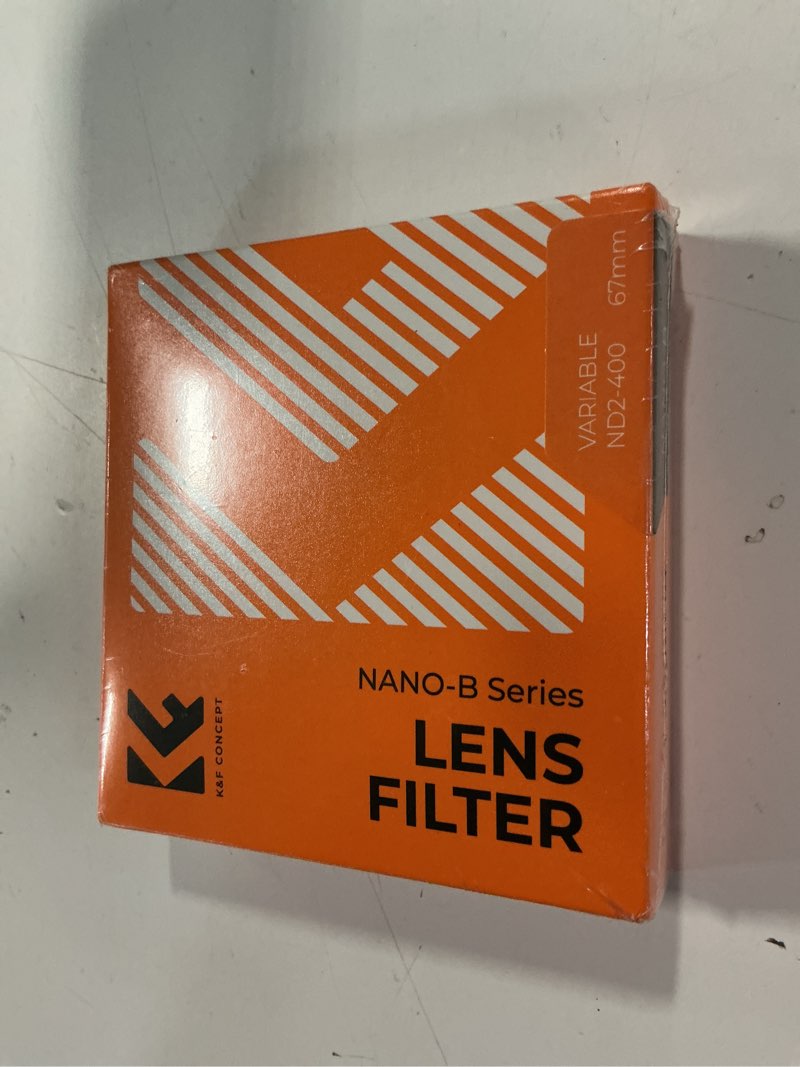 VARIABLE
ND2-400 67mm
NANO-B Series
LENS
FILTER
K&F CONCEPT